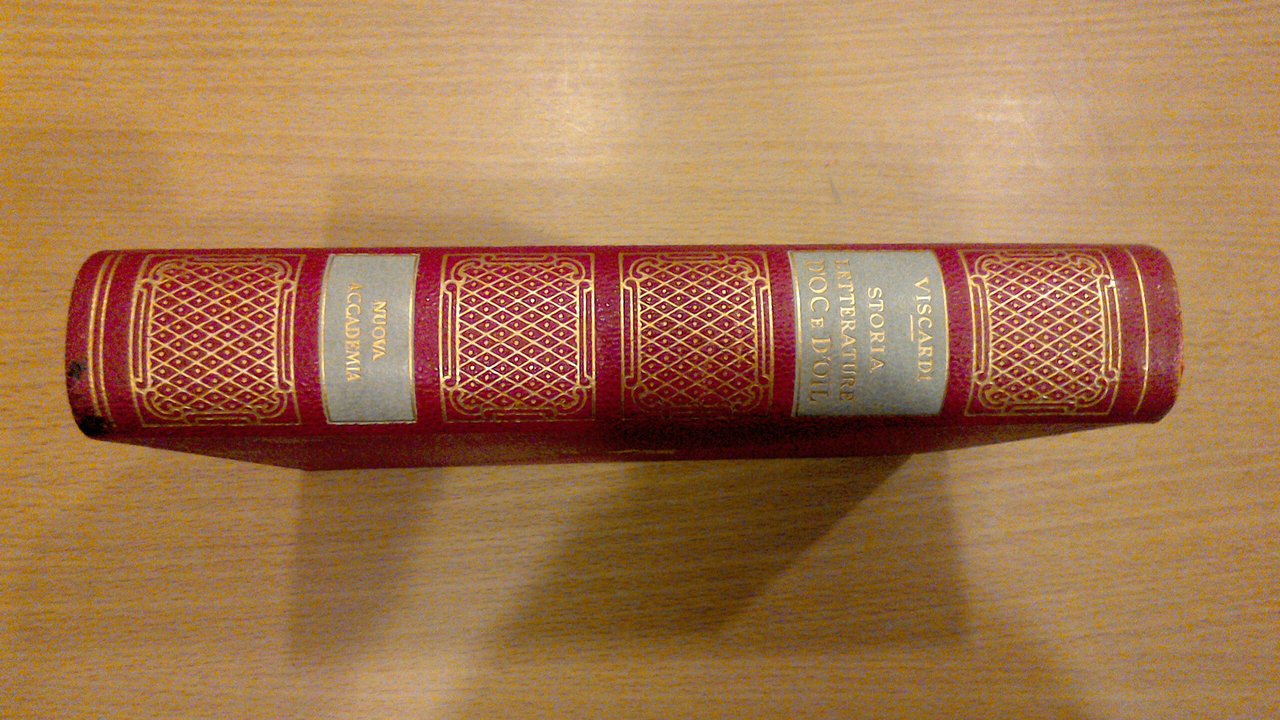 VISCARDI
STORIA
LETTERATURE
D'OC E D'OIL
NUOVA
ACCADEMIA